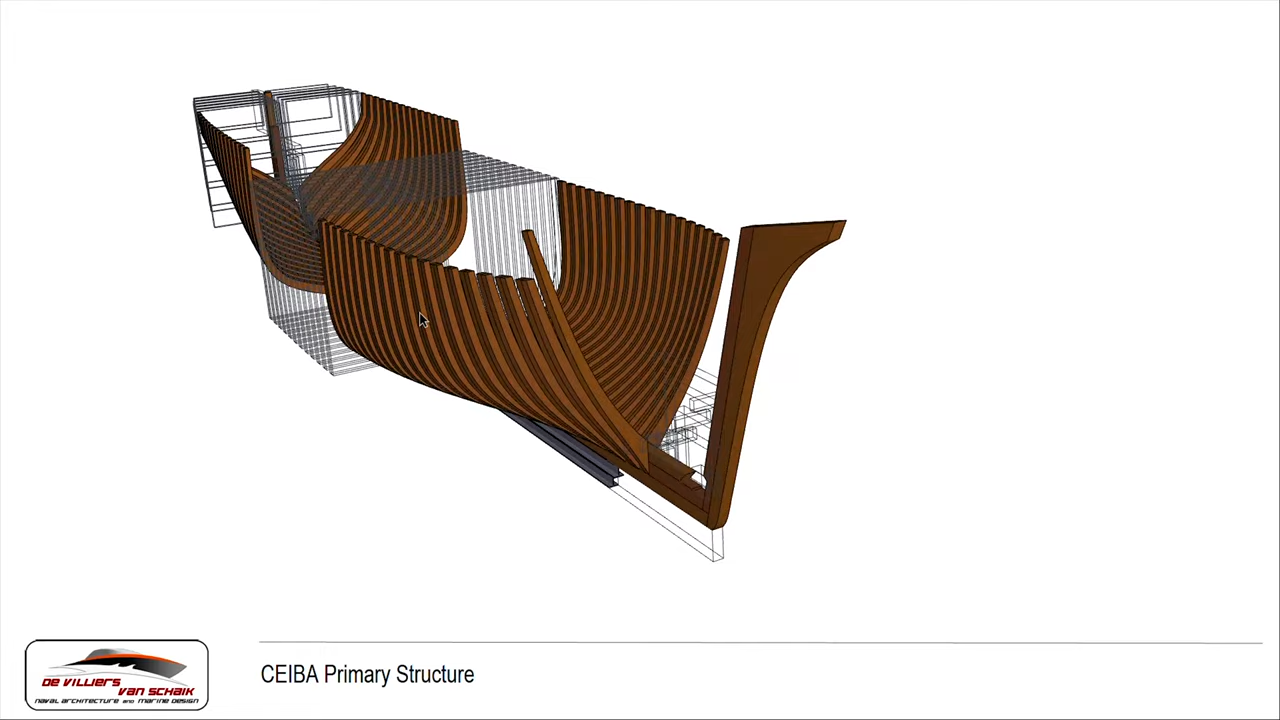 DE VILLIERS
VAN SCHAIK
NAVAL ARCHITECTURE AND MARINE DESIGN
CEIBA Primary Structure